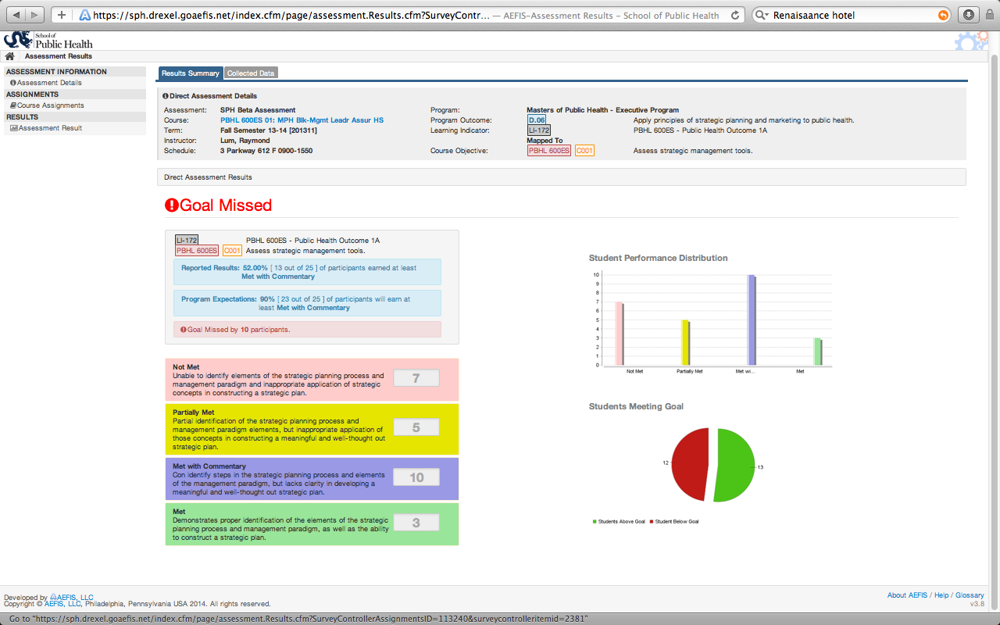 https://sph.drexel.goaefis.net/index.cfm/page/assessment.Results.cfm?SurveyContr... — AEFIS-Assessment Results – School of Public Health
Renaisaance hotel
School of
Public Health
Assessment Results
ASSESSMENT INFORMATION
Assessment Details
ASSIGNMENTS
Course Assignments
RESULTS
Assessment Result
Results Summary Collected Data
Direct Assessment Details
Assessment: SPH Beta Assessment Program: Masters of Public Health - Executive Program
Course: PBHL 600ES 01: MPH Blk-Mgmt Leadr Assur HS Program Outcome: D.06 Apply principles of strategic planning and marketing to public health.
Term: Fall Semester 13-14 [201311] Learning Indicator: LI-172 PBHL 600ES - Public Health Outcome 1A
Instructor: Lum, Raymond Mapped To
Schedule: 3 Parkway 612 F 0900-1550 Course Objective: PBHL 600ES C001 Assess strategic management tools.
Direct Assessment Results
Goal Missed
LI-172 PBHL 600ES - Public Health Outcome 1A
PBHL 600ES C001 Assess strategic management tools.
Reported Results: 52.00% [ 13 out of 25 ] of participants earned at least
Met with Commentary
Program Expectations: 90% [ 23 out of 25 ] of participants will earn at
least Met with Commentary
Goal Missed by 10 participants.
Not Met
Unable to identify elements of the strategic planning process and
management paradigm and inappropriate application of strategic
concepts in constructing a strategic plan.
7
Partially Met
Partial identification of the strategic planning process and
management paradigm elements, but inappropriate application of
those concepts in constructing a meaningful and well-thought out
strategic plan.
5
Met with Commentary
Con identify steps in the strategic planning process and elements
of the management paradigm, but lacks clarity in developing a
meaningful and well-thought out strategic plan.
10
Met
Demonstrates proper identification of the elements of the strategic
planning process and management paradigm, as well as the ability
to construct a strategic plan.
3
Student Performance Distribution
10
9
8
7
6
5
4
3
2
1
0
Not Met Partially Met Met wi... Met
Students Meeting Goal
12
13
Students Above Goal Student Below Goal
Developed by AEFIS, LLC
Copyright © AEFIS, LLC, Philadelphia, Pennsylvania USA 2014. All rights reserved.
About AEFIS / Help / Glossary
v3.8
Go to "https://sph.drexel.goaefis.net/index.cfm/page/assessment.Results.cfm?SurveyControllerAssignmentsID=113240&surveycontrolleritemid=2381"